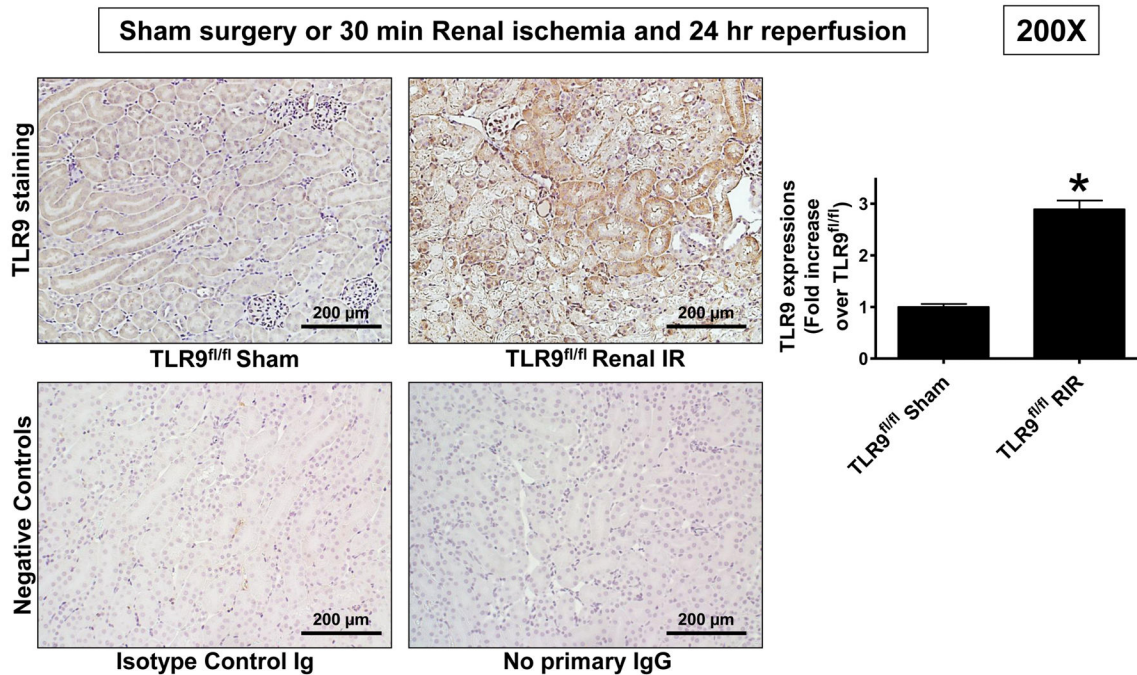 Sham surgery or 30 min Renal ischemia and 24 hr reperfusion
200X
TLR9 staining
200 µm
200 µm
TLR9fl/fl Sham
TLR9fl/fl Renal IR
Negative Controls
200 µm
200 µm
Isotype Control Ig
No primary IgG
TLR9 expressions
(Fold increase
over TLR9fl/fl)
3
2
1
0
*
TLR9fl/fl Sham
TLR9fl/fl RIR